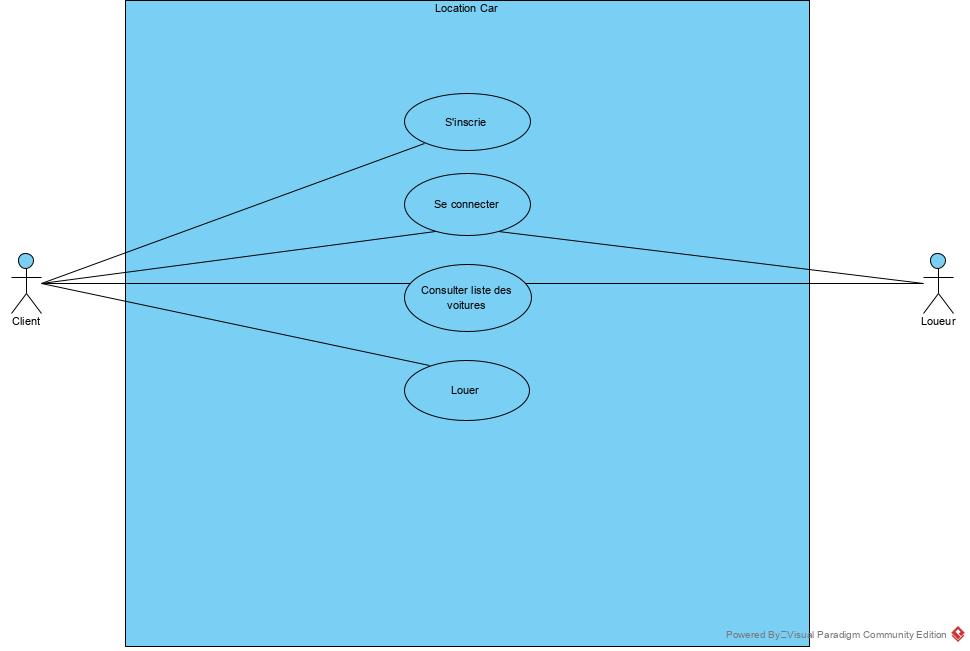 Location Car
S'inscrie
Se connecter
Consulter liste des
voitures
Louer
Client
Loueur
Powered By Visual Paradigm Community Edition